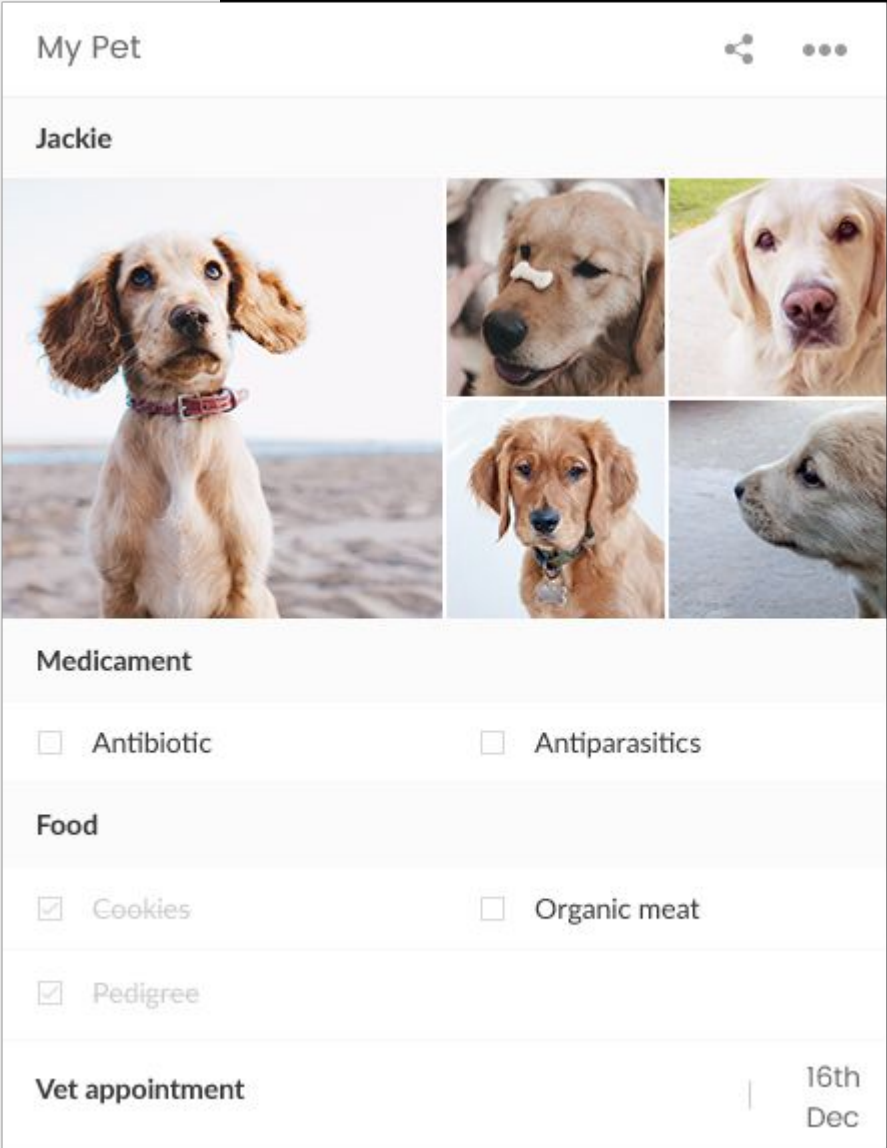 My Pet
Jackie
Medicament
Antibiotic
Antiparasitics
Food
Cookies
Organic meat
Pedigree
Vet appointment
16th
Dec